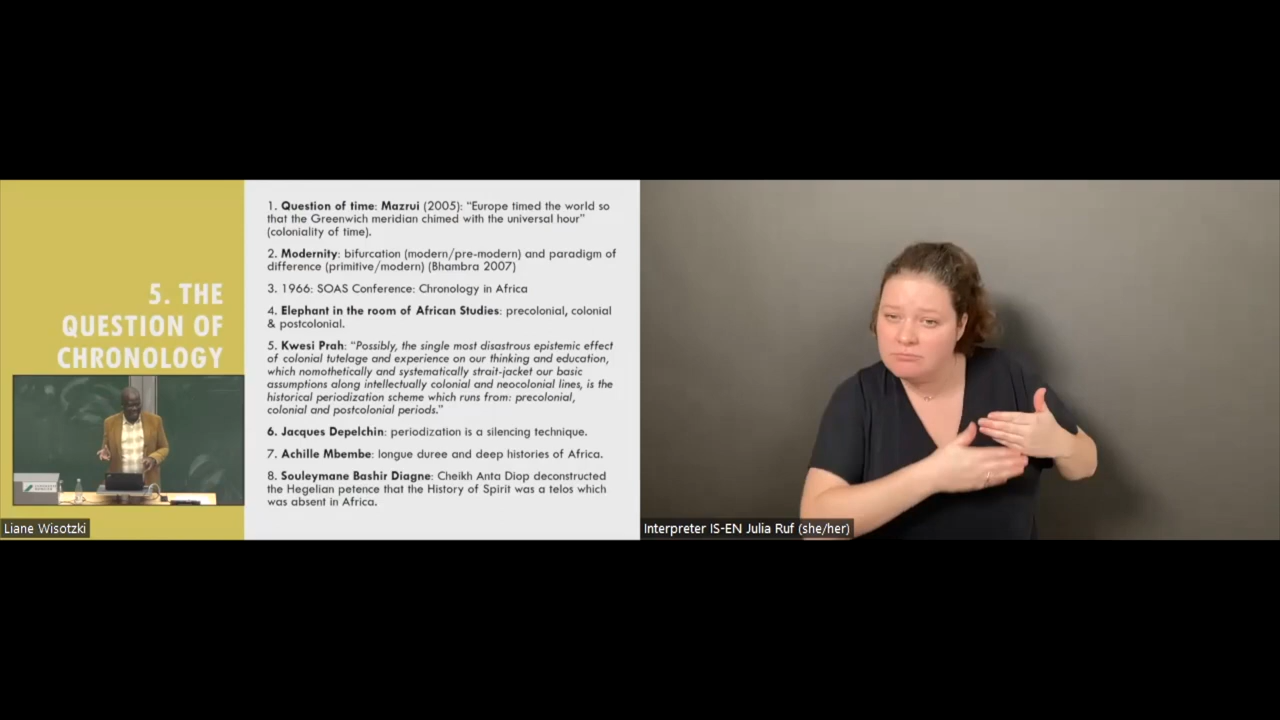 5. THE
QUESTION OF
CHRONOLOGY
1. Question of time: Mazrui (2005): "Europe timed the world so
that the Greenwich meridian chimed with the universal hour"
(coloniality of time).
2. Modernity: bifurcation (modern/pre-modern) and paradigm of
difference (primitive/modern) (Bhambra 2007)
3. 1966: SOAS Conference: Chronology in Africa
4. Elephant in the room of African Studies: precolonial, colonial
& postcolonial.
5. Kwesi Prah: "Possibly, the single most disastrous epistemic effect
of colonial tutelage and experience on our thinking and education,
which nomothetically and systematically strait-jacket our basic
assumptions along intellectually colonial and neocolonial lines, is the
historical periodization scheme which runs from: precolonial,
colonial and postcolonial periods."
6. Jacques Depelchin: periodization is a silencing technique.
7. Achille Mbembe: longue duree and deep histories of Africa.
8. Souleymane Bashir Diagne: Cheikh Anta Diop deconstructed
the Hegelian petence that the History of Spirit was a telos which
was absent in Africa.
Liane Wisotzki
Interpreter IS-EN Julia Ruf (she/her)